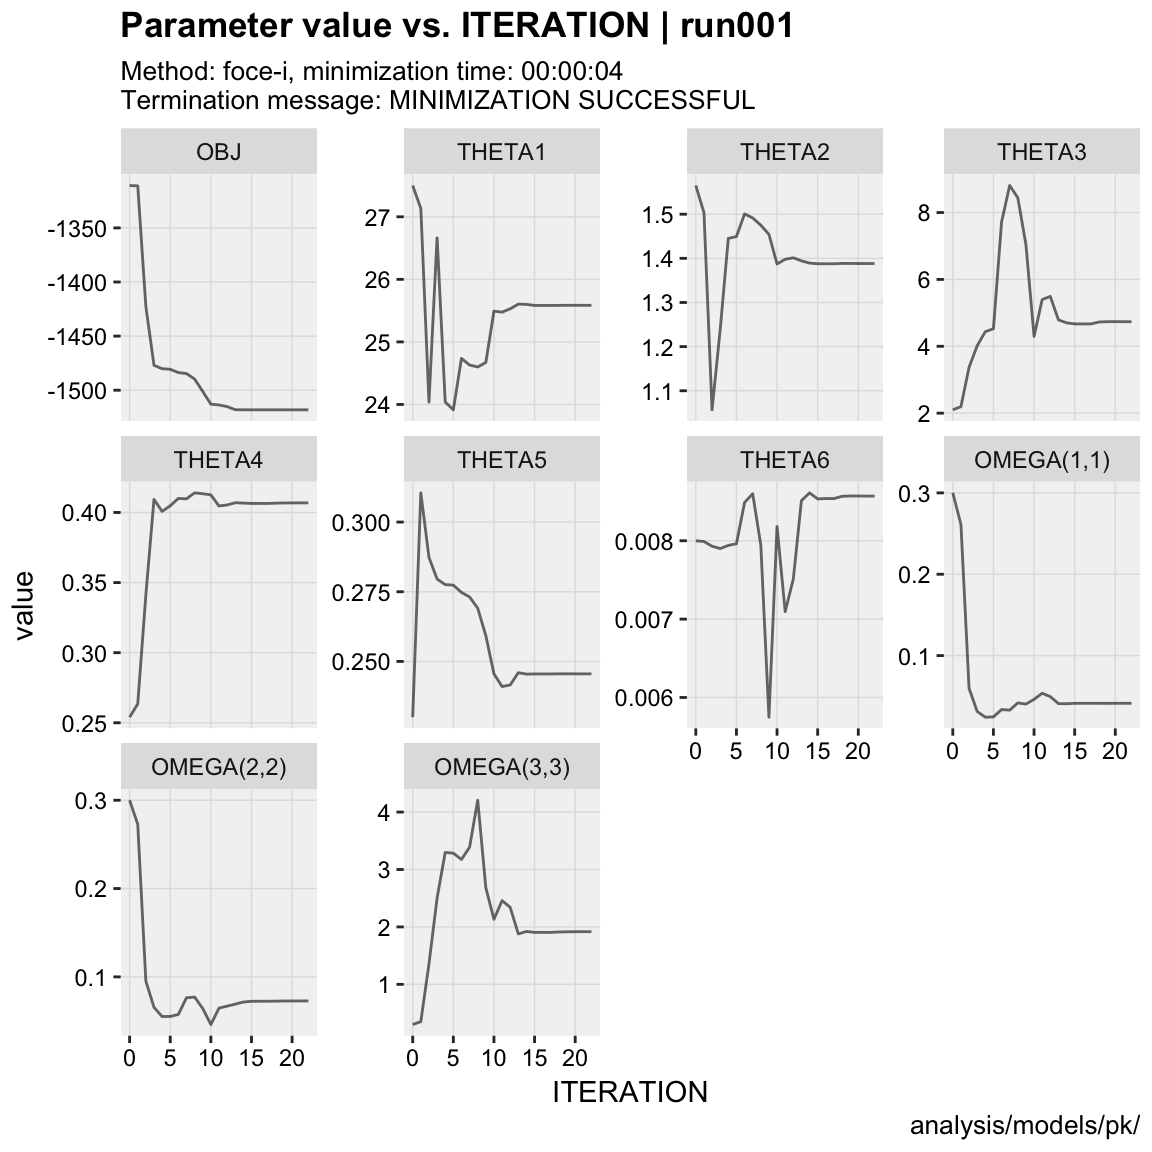 Parameter value vs. ITERATION | run001
Method: foce-i, minimization time: 00:00:04
Termination message: MINIMIZATION SUCCESSFUL
OBJ
-1350
-1400
-1450
-1500
THETA1
27
26
25
24
THETA2
1.5
1.4
1.3
1.2
1.1
THETA3
8
6
4
2
value
THETA4
0.40
0.35
0.30
0.25
THETA5
0.300
0.275
0.250
THETA6
0.008
0.007
0.006
0 5 10 15 20
OMEGA(1,1)
0.3
0.2
0.1
0 5 10 15 20
OMEGA(2,2)
0.3
0.2
0.1
0 5 10 15 20
OMEGA(3,3)
4
3
2
1
0 5 10 15 20
ITERATION
analysis/models/pk/